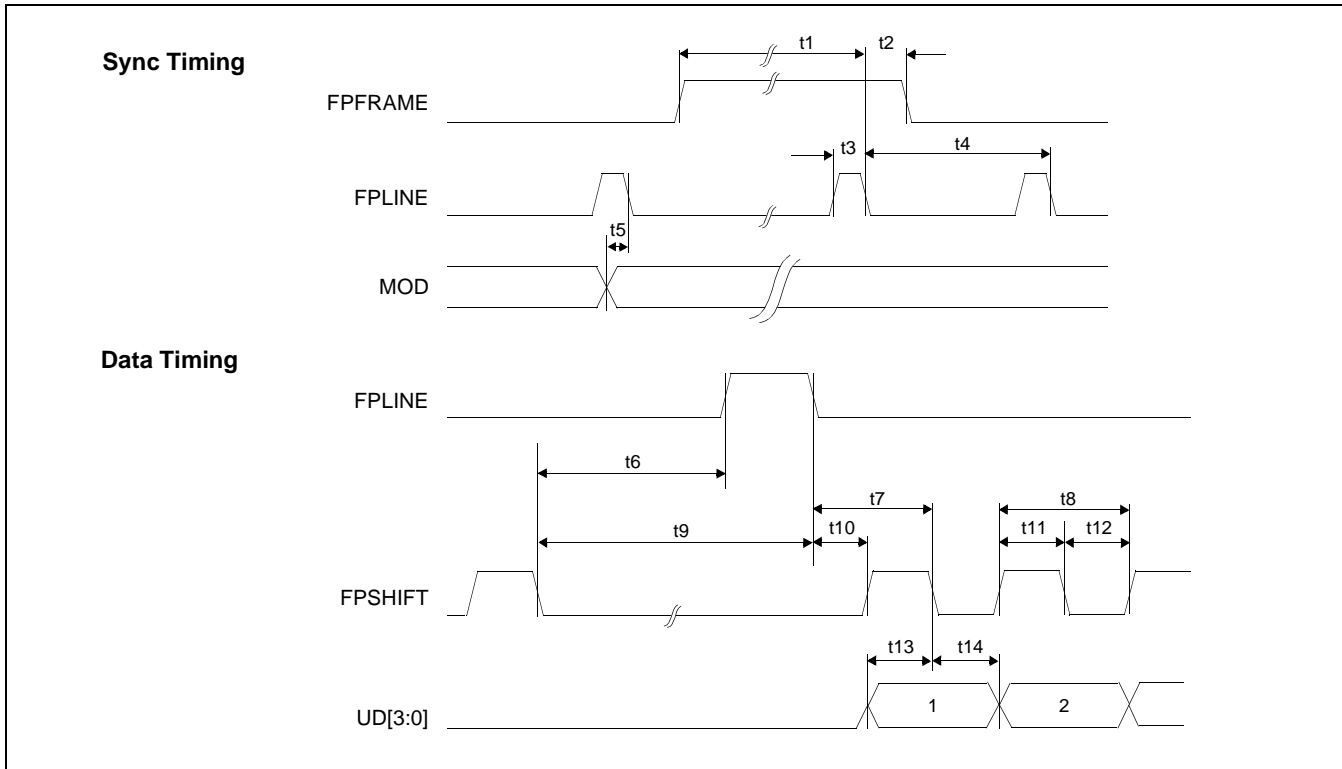 Sync Timing
t1 t2
FPFRAME
t3 t4
FPLINE
t5
MOD
Data Timing
FPLINE
t6
t7 t8
t9 t10 t11 t12
FPSHIFT
t13 t14
UD[3:0] 1 2